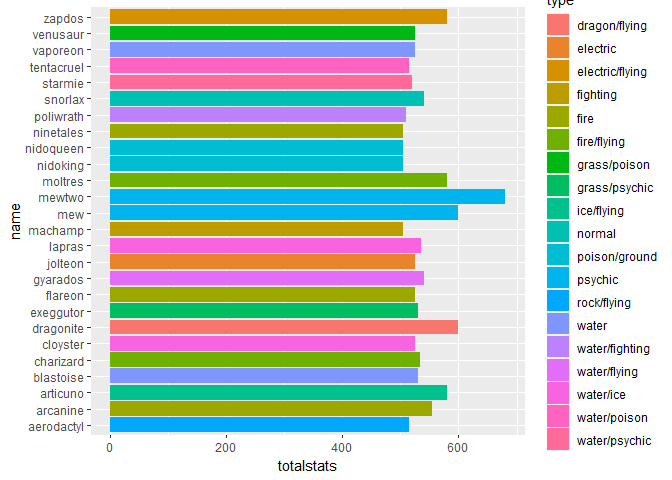 type
zapdos
venusaur
vaporeon
tentacruel
starmie
snorlax
poliwrath
ninetales
nidoqueen
nidoking
moltres
mewtwo
mew
machamp
lapras
jolteon
gyarados
flareon
exeggutor
dragonite
cloyster
charizard
blastoise
articuno
arcanine
aerodactyl
name
0 200 400 600
totalstats
dragon/flying
electric
electric/flying
fighting
fire
fire/flying
grass/poison
grass/psychic
ice/flying
normal
poison/ground
psychic
rock/flying
water
water/fighting
water/flying
water/ice
water/poison
water/psychic